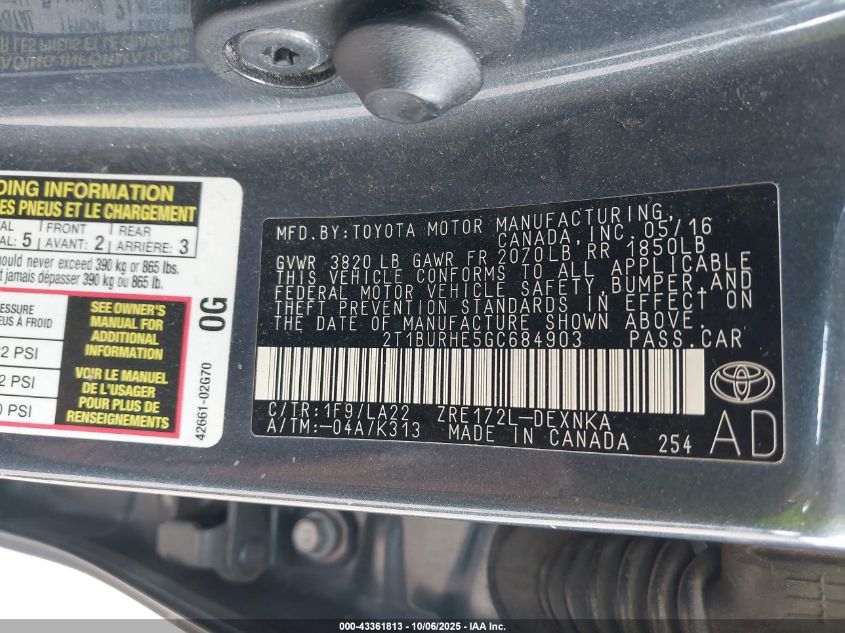 DING INFORMATION
ES PNEUS ET LE CHARGEMENT
AL FRONT REAR
AL: 5 AVANT: 2 ARRIÈRE: 3
hould never exceed 390 kg or 865 lbs.
t jamais dépasser 390 kg ou 865 lb.
ESSURE
EUS À FROID
2 PSI
2 PSI
0 PSI
SEE OWNER'S
MANUAL FOR
ADDITIONAL
INFORMATION
VOIR LE MANUEL
DE L'USAGER
POUR PLUS DE
RENSEIGNEMENTS
0G
42661-02G70
MFD.BY:TOYOTA MOTOR MANUFACTURING,
CANADA, INC. 05/16
GVWR 3820 LB GAWR FR 2070LB RR 1850LB
THIS VEHICLE CONFORMS TO ALL APPLICABLE
FEDERAL MOTOR VEHICLE SAFETY, BUMPER,AND
THEFT PREVENTION STANDARDS IN EFFECT ON
THE DATE OF MANUFACTURE SHOWN ABOVE.
2T1BURHE5GC684903 PASS.CAR
C/TR:1F9/LA22 ZRE172L-DEXNKA
A/TM:-04A/K313 MADE IN CANADA 254
AD
000-43361813 - 10/06/2025 - IAA Inc.